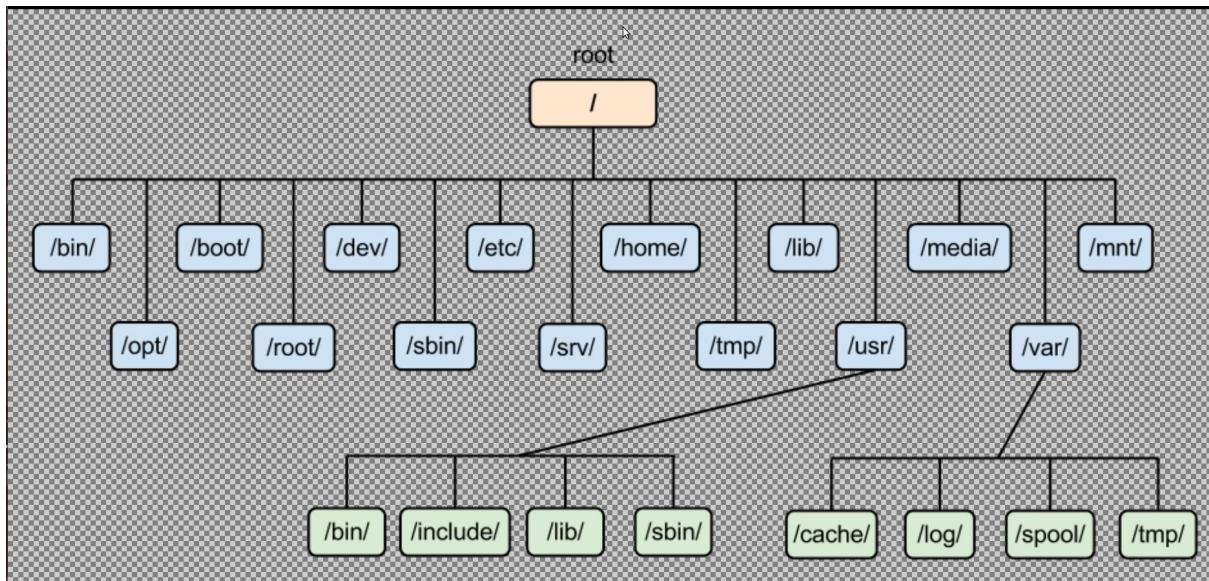 root
/
/bin/
/boot/
/dev/
/etc/
/home/
/lib/
/media/
/mnt/
/opt/
/root/
/sbin/
/srv/
/tmp/
/usr/
/var/
/bin/
/include/
/lib/
/sbin/
/cache/
/log/
/spool/
/tmp/